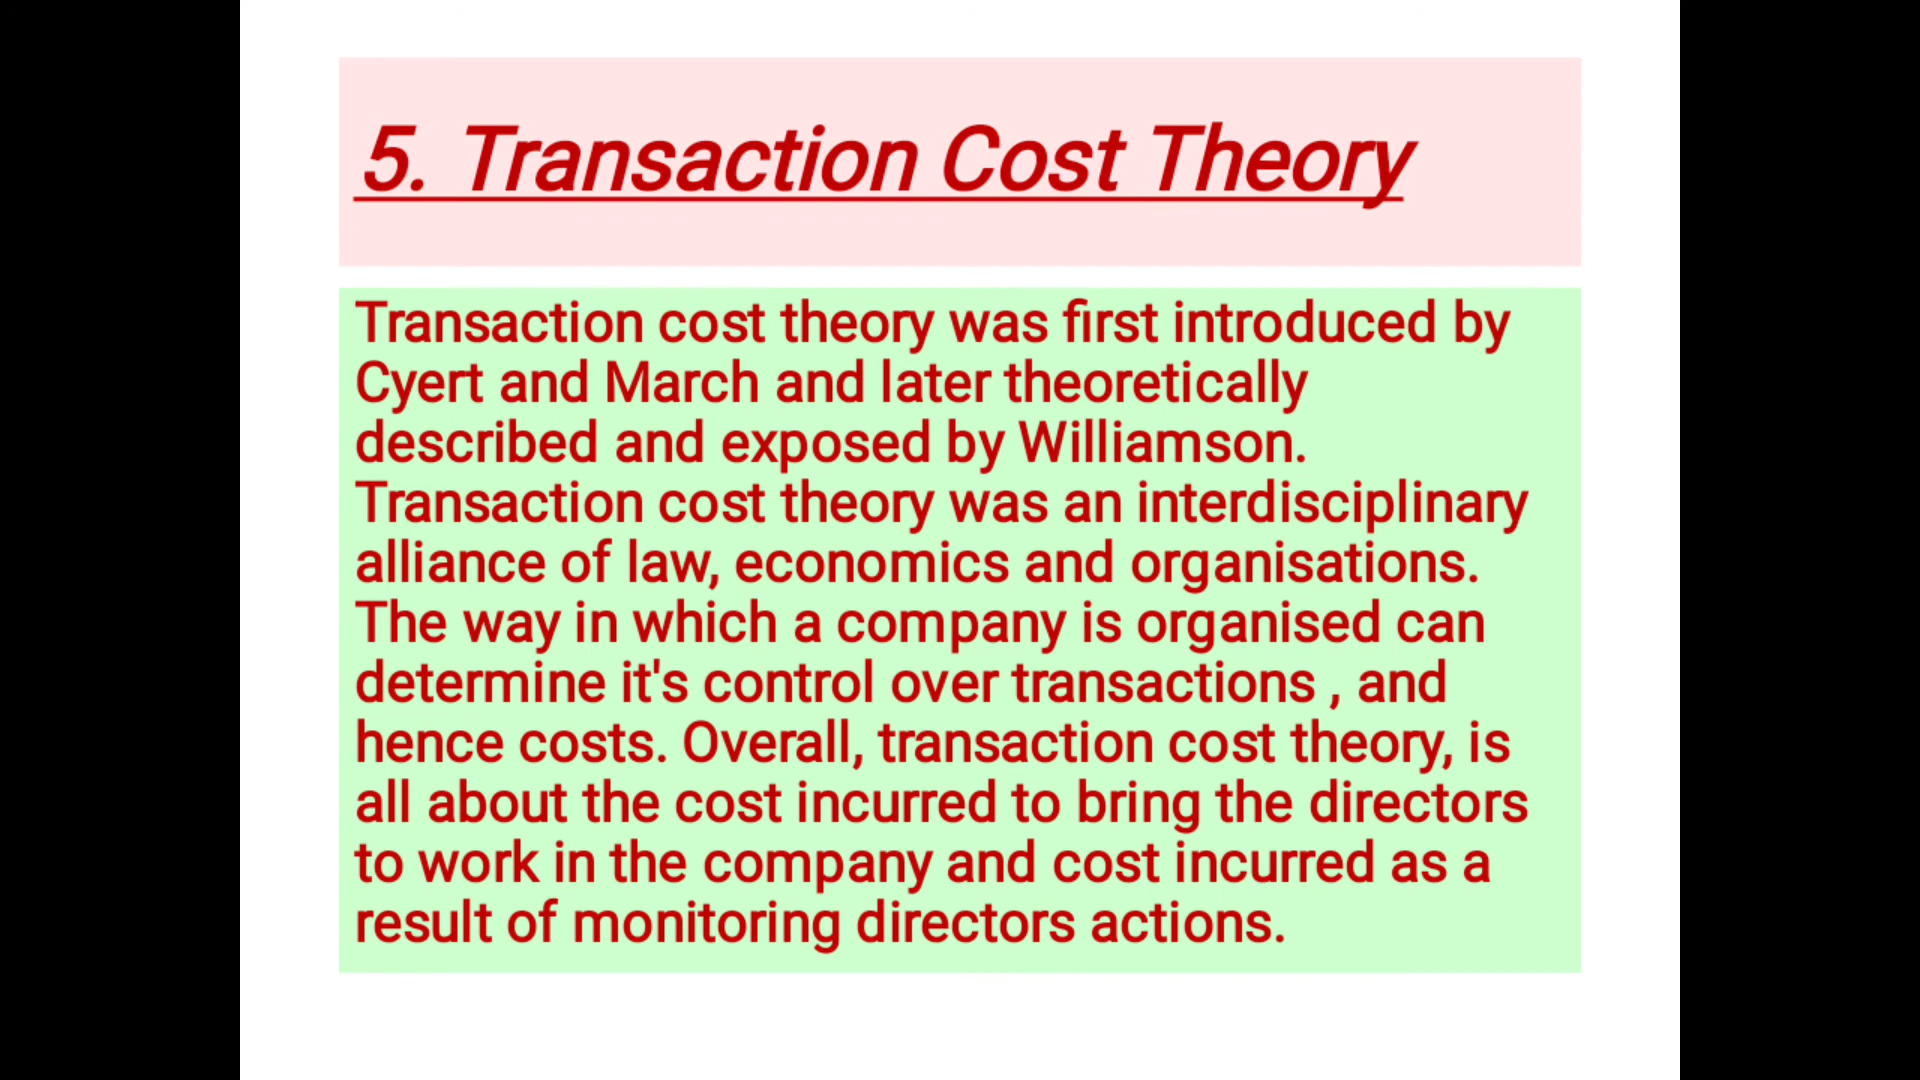 5. Transaction Cost Theory
Transaction cost theory was first introduced by
Cyert and March and later theoretically
described and exposed by Williamson.
Transaction cost theory was an interdisciplinary
alliance of law, economics and organisations.
The way in which a company is organised can
determine it's control over transactions , and
hence costs. Overall, transaction cost theory, is
all about the cost incurred to bring the directors
to work in the company and cost incurred as a
result of monitoring directors actions.